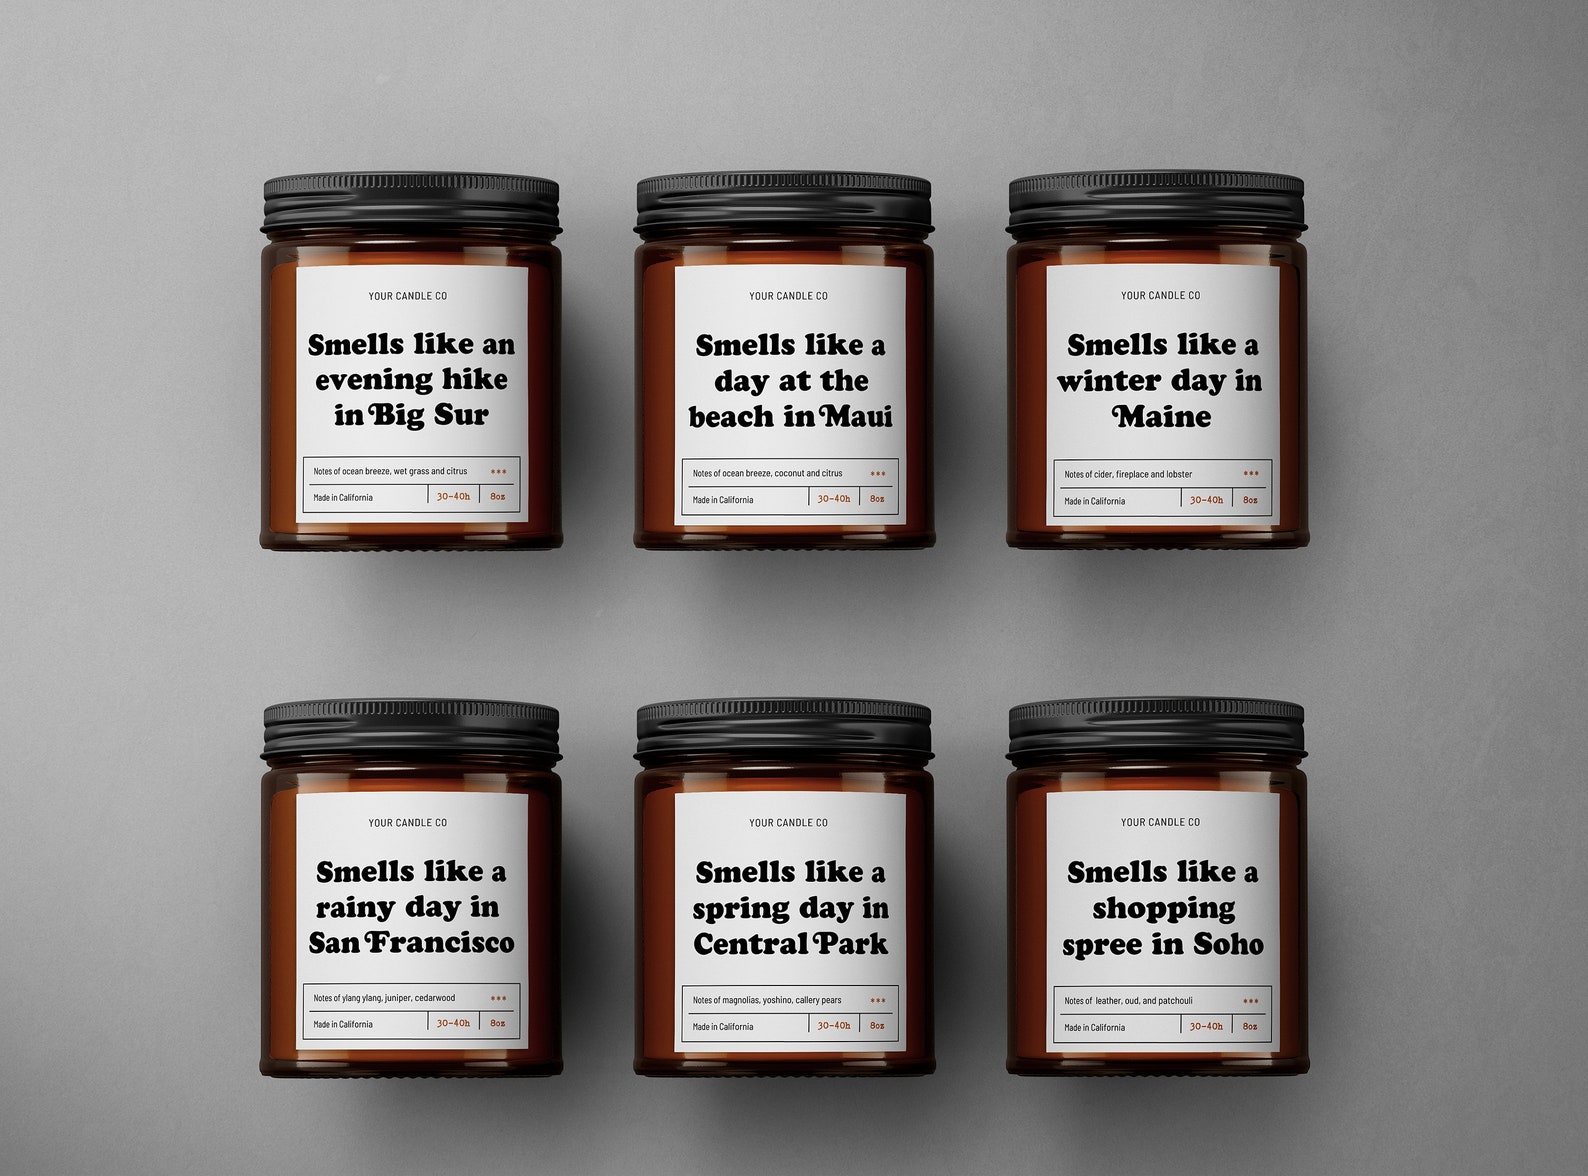 YOUR CANDLE CO
Smells like an
evening hike
in Big Sur
Notes of ocean breeze, wet grass and citrus ***
Made in California 30-40h 8oz
YOUR CANDLE CO
Smells like a
day at the
beach in Maui
Notes of ocean breeze, coconut and citrus ***
Made in California 30-40h 8oz
YOUR CANDLE CO
Smells like a
winter day in
Maine
Notes of cider, fireplace and lobster ***
Made in California 30-40h 8oz
YOUR CANDLE CO
Smells like a
rainy day in
San Francisco
Notes of ylang ylang, juniper, cedarwood ***
Made in California 30-40h 8oz
YOUR CANDLE CO
Smells like a
spring day in
Central Park
Notes of magnolias, yoshino, callery pears ***
Made in California 30-40h 8oz
YOUR CANDLE CO
Smells like a
shopping
spree in Soho
Notes of leather, oud, and patchouli ***
Made in California 30-40h 8oz